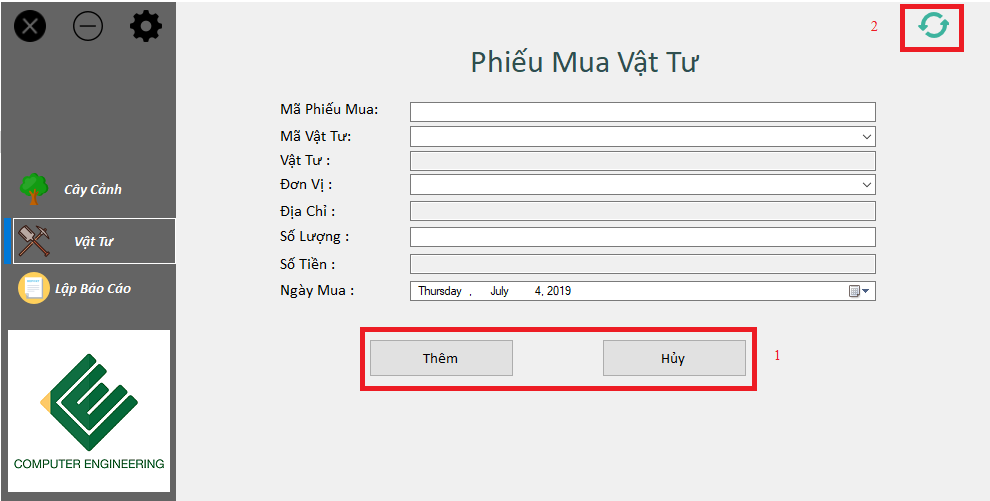 2
Phiếu Mua Vật Tư
Mã Phiếu Mua:
Mã Vật Tư:
Vật Tư :
Đơn Vị :
Địa Chỉ :
Số Lượng :
Số Tiền :
Ngày Mua : Thursday , July 4, 2019
Thêm Hủy 1
Cây Cảnh
Vật Tư
Lập Báo Cáo
COMPUTER ENGINEERING